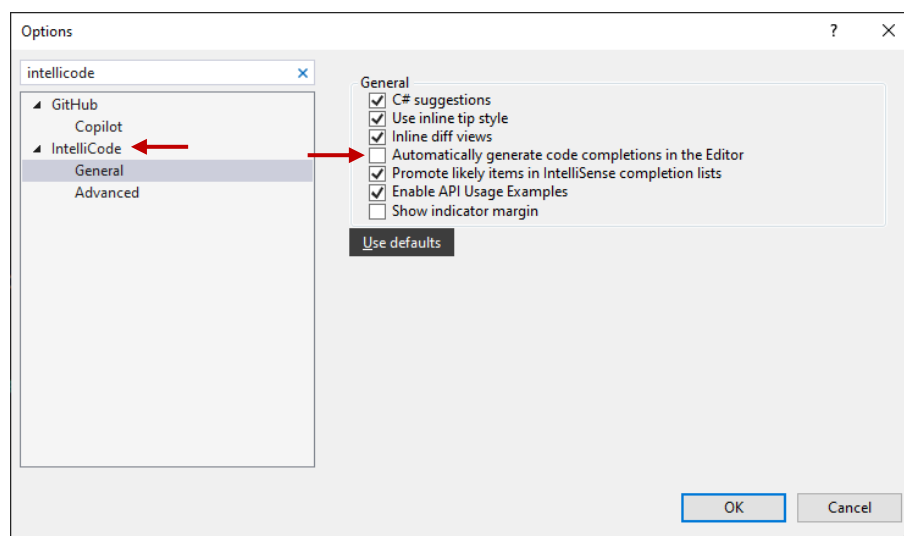 Options
intellicode
GitHub
Copilot
IntelliCode
General
Advanced
General
C# suggestions
Use inline tip style
Inline diff views
Automatically generate code completions in the Editor
Promote likely items in IntelliSense completion lists
Enable API Usage Examples
Show indicator margin
Use defaults
OK
Cancel